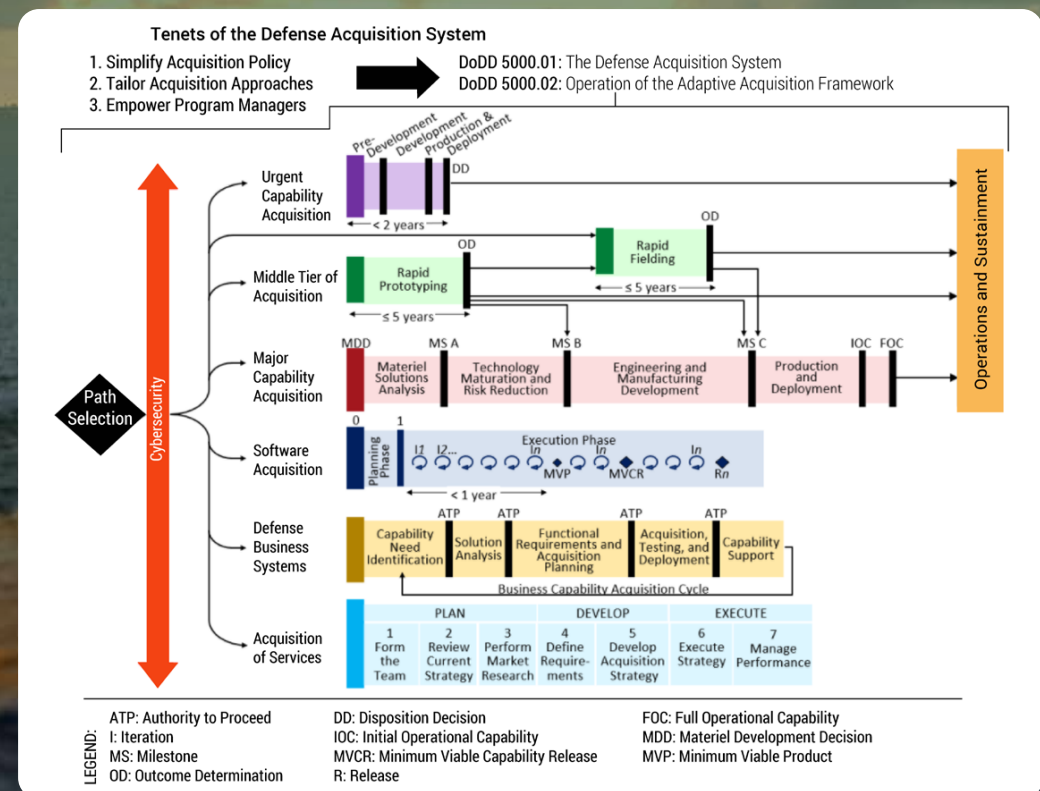 Tenets of the Defense Acquisition System
1. Simplify Acquisition Policy
2. Tailor Acquisition Approaches
3. Empower Program Managers
DoDD 5000.01: The Defense Acquisition System
DoDD 5000.02: Operation of the Adaptive Acquisition Framework
Path
Selection
Cybersecurity
Urgent
Capability
Acquisition
Pre-
Development
Development
Production &
Deployment
DD
< 2 years
Middle Tier of
Acquisition
Rapid
Prototyping
OD
≤ 5 years
Rapid
Fielding
OD
≤ 5 years
Major
Capability
Acquisition
MDD
MS A
MS B
MS C
IOC
FOC
Materiel
Solutions
Analysis
Technology
Maturation and
Risk Reduction
Engineering and
Manufacturing
Development
Production
and
Deployment
Operations and Sustainment
Software
Acquisition
0
1
Planning
Phase
Execution Phase
I1
I2...
In
In
In
MVP
MVCR
Rn
< 1 year
Defense
Business
Systems
ATP
ATP
ATP
ATP
Capability
Need
Identification
Solution
Analysis
Functional
Requirements and
Acquisition
Planning
Acquisition,
Testing, and
Deployment
Capability
Support
Business Capability Acquisition Cycle
Acquisition
of Services
PLAN
DEVELOP
EXECUTE
1
Form
the
Team
2
Review
Current
Strategy
3
Perform
Market
Research
4
Define
Require-
ments
5
Develop
Acquisition
Strategy
6
Execute
Strategy
7
Manage
Performance
LEGEND:
ATP: Authority to Proceed
I: Iteration
MS: Milestone
OD: Outcome Determination
DD: Disposition Decision
IOC: Initial Operational Capability
MVCR: Minimum Viable Capability Release
R: Release
FOC: Full Operational Capability
MDD: Materiel Development Decision
MVP: Minimum Viable Product